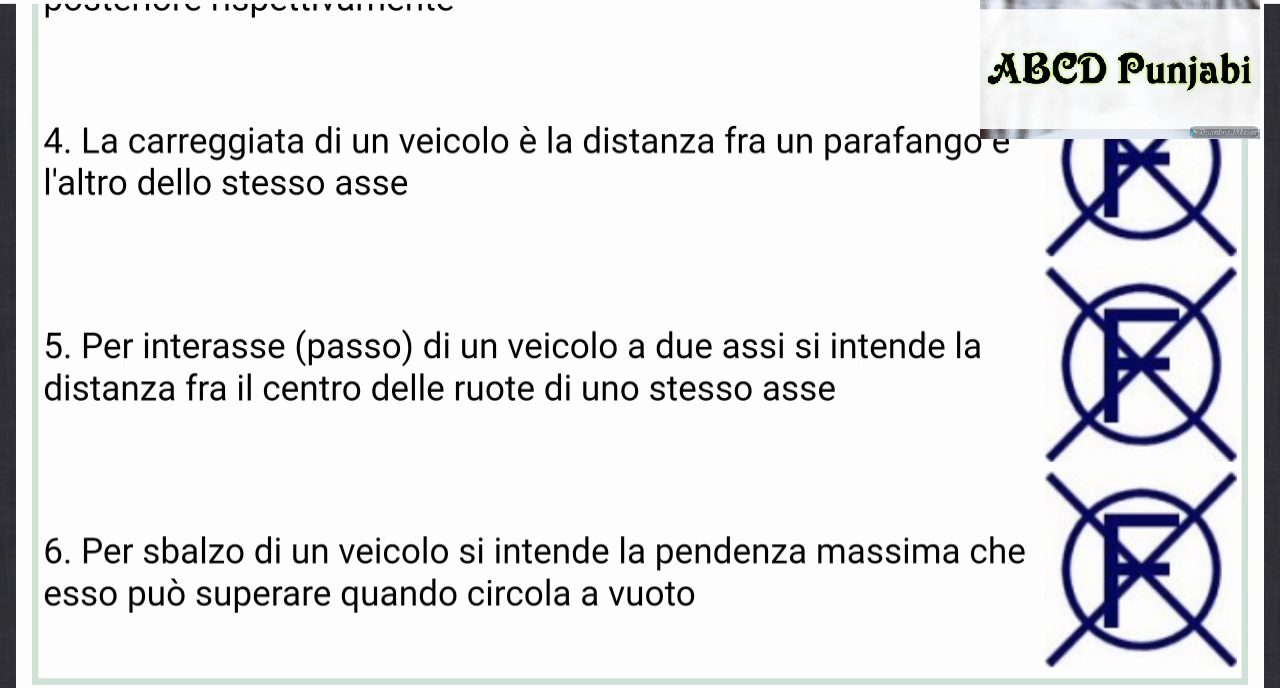 posteriore rispettivamente
ABCD Punjabi
4. La carreggiata di un veicolo è la distanza fra un parafango e
l'altro dello stesso asse
F
5. Per interasse (passo) di un veicolo a due assi si intende la
distanza fra il centro delle ruote di uno stesso asse
F
6. Per sbalzo di un veicolo si intende la pendenza massima che
esso può superare quando circola a vuoto
F